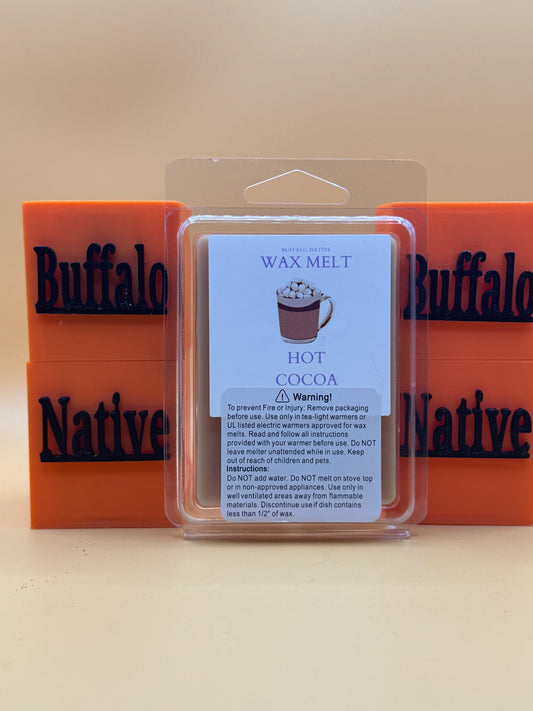 Buffalo
Native
BUFFALO NATIVE
WAX MELT
HOT
COCOA
Warning!
To prevent Fire or Injury: Remove packaging
before use. Use only in tea-light warmers or
UL listed electric warmers approved for wax
melts. Read and follow all instructions
provided with your warmer before use. Do NOT
leave melter unattended while in use. Keep
out of reach of children and pets.
Instructions:
Do NOT add water. Do NOT melt on stove top
or in non-approved appliances. Use only in
well ventilated areas away from flammable
materials. Discontinue use if dish contains
less than 1/2" of wax.
Buffalo
Native